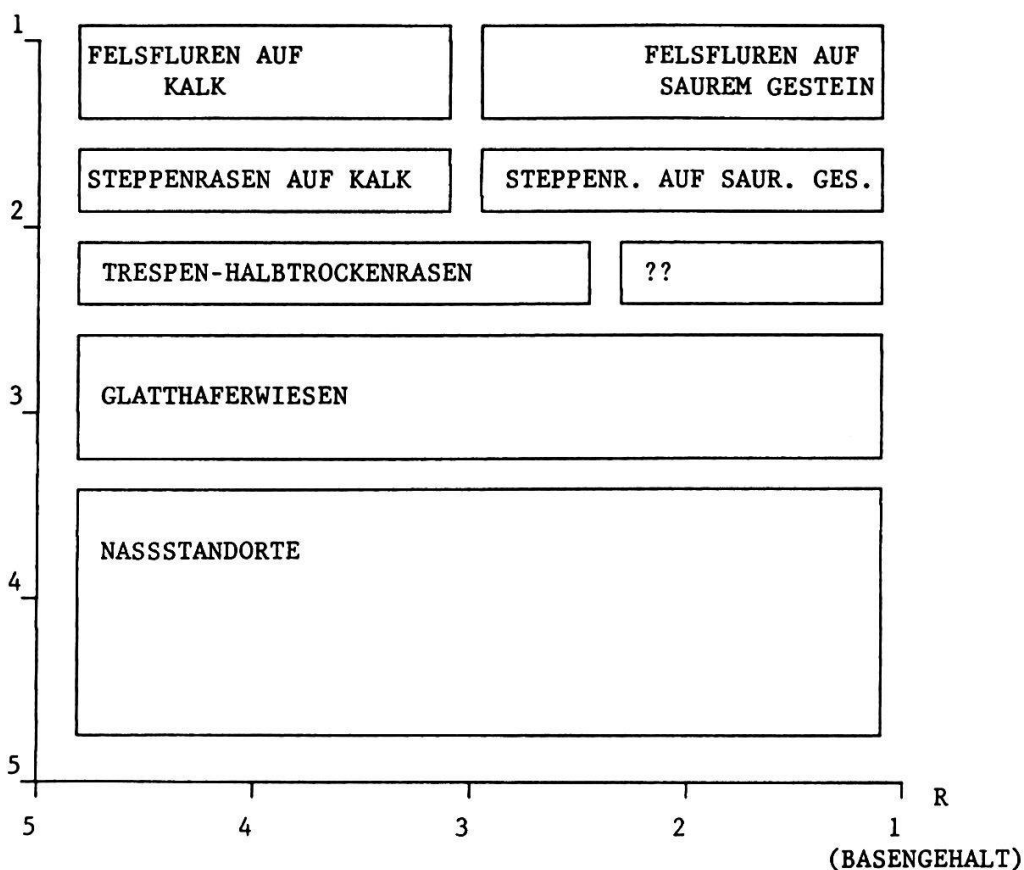 1
FELSFLUREN AUF
KALK
FELSFLUREN AUF
SAUREM GESTEIN
STEPPENRASEN AUF KALK
STEPPENR. AUF SAUR. GES.
2
TRESPEN-HALBTROCKENRASEN
??
3
GLATTHAFERWIESEN
NASSSTANDORTE
4
5
R
5
4
3
2
1
(BASENGEHALT)